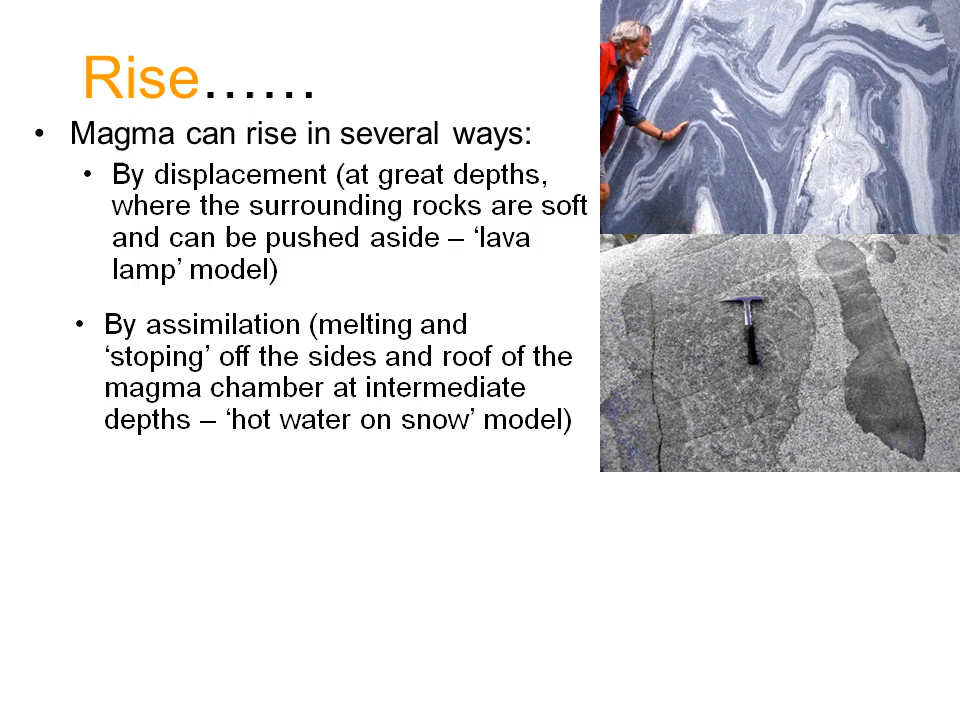 Rise……
• Magma can rise in several ways:
• By displacement (at great depths,
where the surrounding rocks are soft
and can be pushed aside – ‘lava
lamp’ model)
• By assimilation (melting and
‘stoping’ off the sides and roof of the
magma chamber at intermediate
depths – ‘hot water on snow’ model)